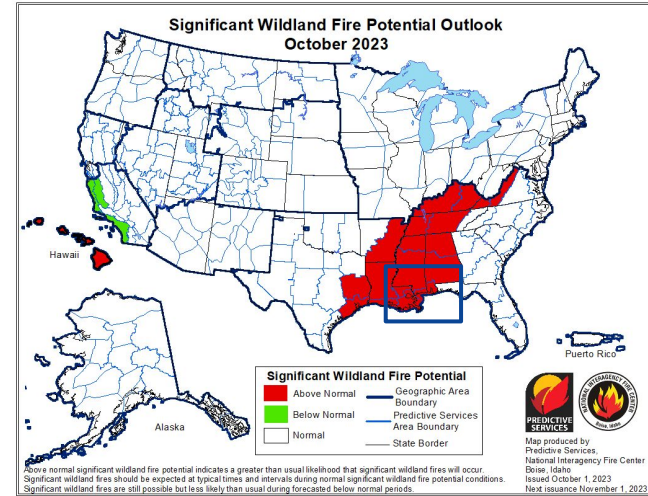 Significant Wildland Fire Potential Outlook
October 2023
Hawaii
Alaska
Puerto Rico
Significant Wildland Fire Potential
Above Normal
Below Normal
Normal
Geographic Area
Boundary
Predictive Services
Area Boundary
State Border
PREDICTIVE
SERVICES
NATIONAL INTERAGENCY FIRE CENTER
Boise, Idaho
Map produced by
Predictive Services,
National Interagency Fire Center
Boise, Idaho
Issued October 1, 2023
Next issuance November 1, 2023
Above normal significant wildland fire potential indicates a greater than usual likelihood that significant wildland fires will occur.
Significant wildland fires should be expected at typical times and intervals during normal significant wildland fire potential conditions.
Significant wildland fires are still possible but less likely than usual during forecasted below normal periods.